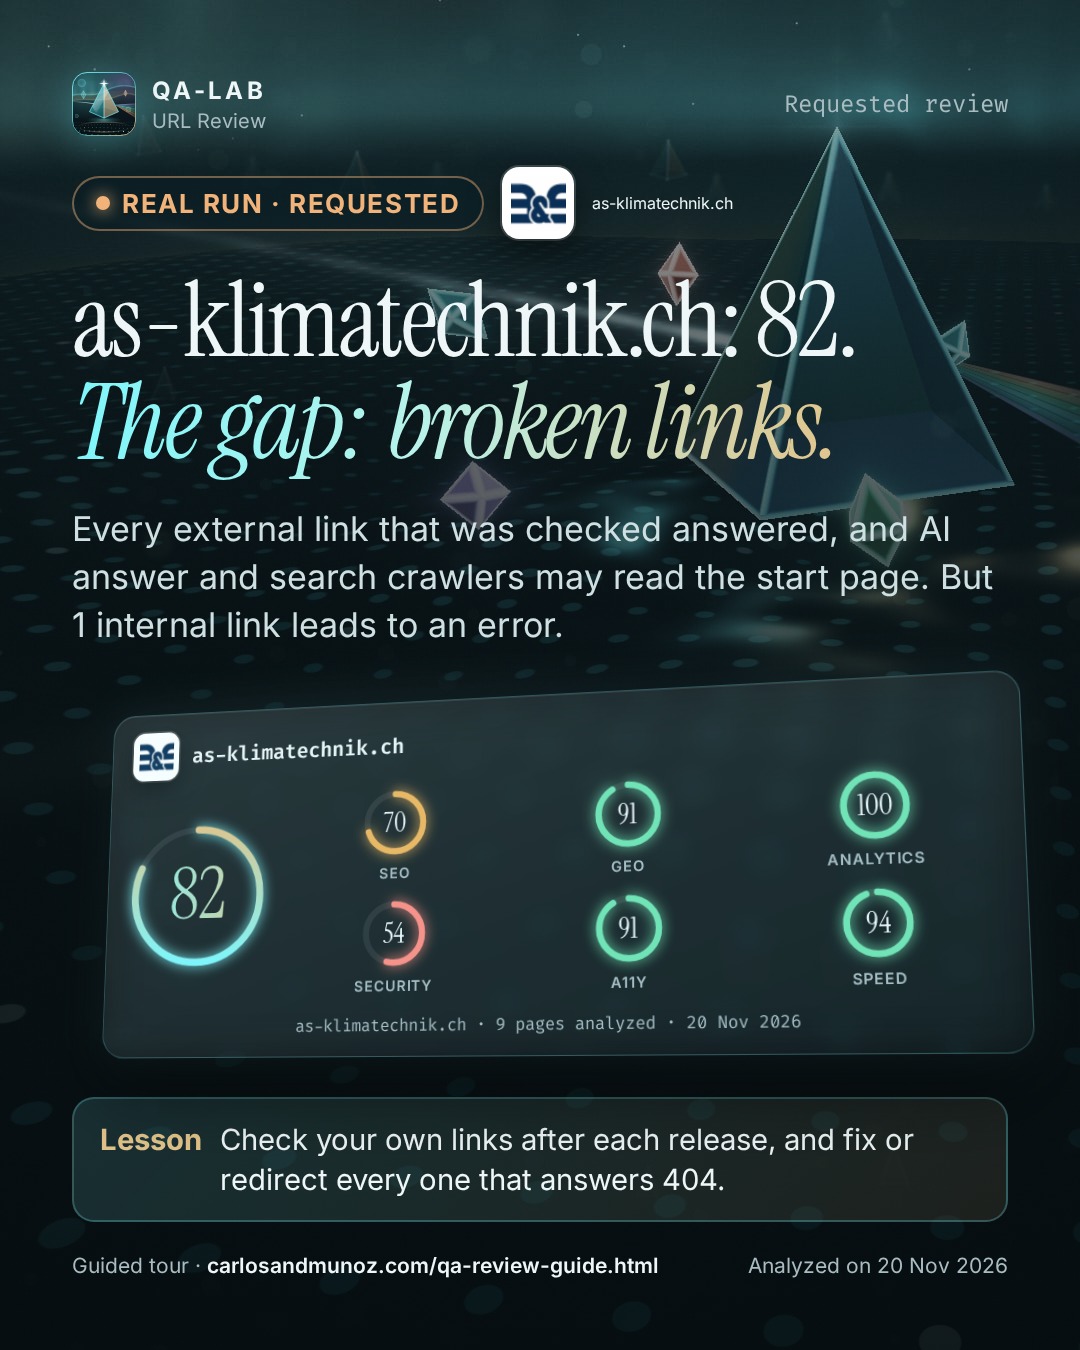 QA-LAB
URL Review
Requested review
REAL RUN · REQUESTED
as-klimatechnik.ch
as-klimatechnik.ch: 82.
The gap: broken links.
Every external link that was checked answered, and AI
answer and search crawlers may read the start page. But
1 internal link leads to an error.
as-klimatechnik.ch
82
70
SEO
91
GEO
100
ANALYTICS
54
SECURITY
91
A11Y
94
SPEED
as-klimatechnik.ch · 9 pages analyzed · 20 Nov 2026
Lesson Check your own links after each release, and fix or
redirect every one that answers 404.
Guided tour · carlosandmunoz.com/qa-review-guide.html
Analyzed on 20 Nov 2026